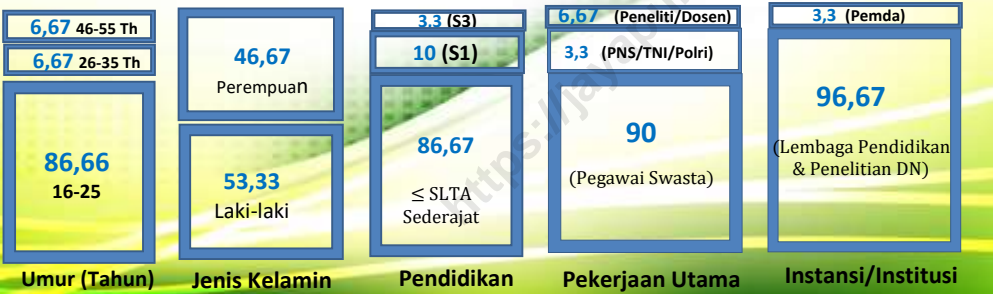 6,67 46-55 Th
6,67 26-35 Th
86,66
16-25
Umur (Tahun)
46,67
Perempuan
53,33
Laki-laki
Jenis Kelamin
3,3 (S3)
10 (S1)
86,67
≤ SLTA
Sederajat
Pendidikan
6,67 (Peneliti/Dosen)
3,3 (PNS/TNI/Polri)
90
(Pegawai Swasta)
Pekerjaan Utama
3,3 (Pemda)
96,67
(Lembaga Pendidikan
& Penelitian DN)
Instansi/Institusi